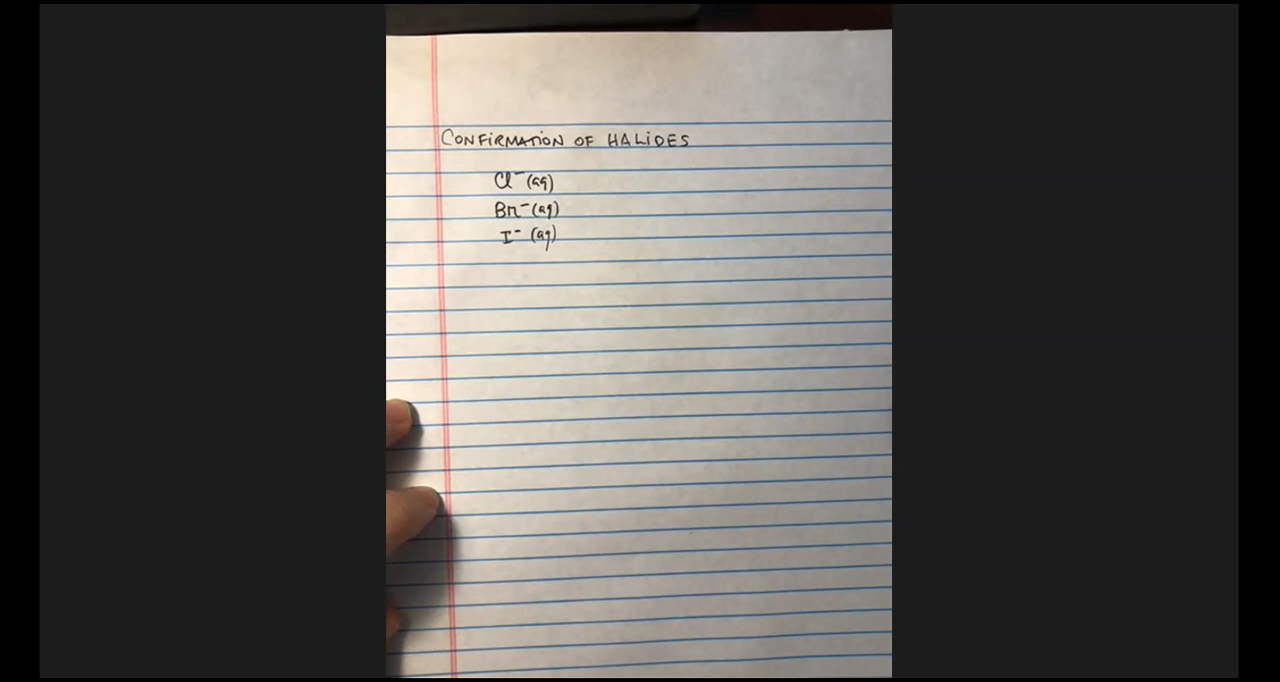 CONFIRMATION OF HALIDES
Cl⁻ (aq)
Br⁻ (aq)
I⁻ (aq)